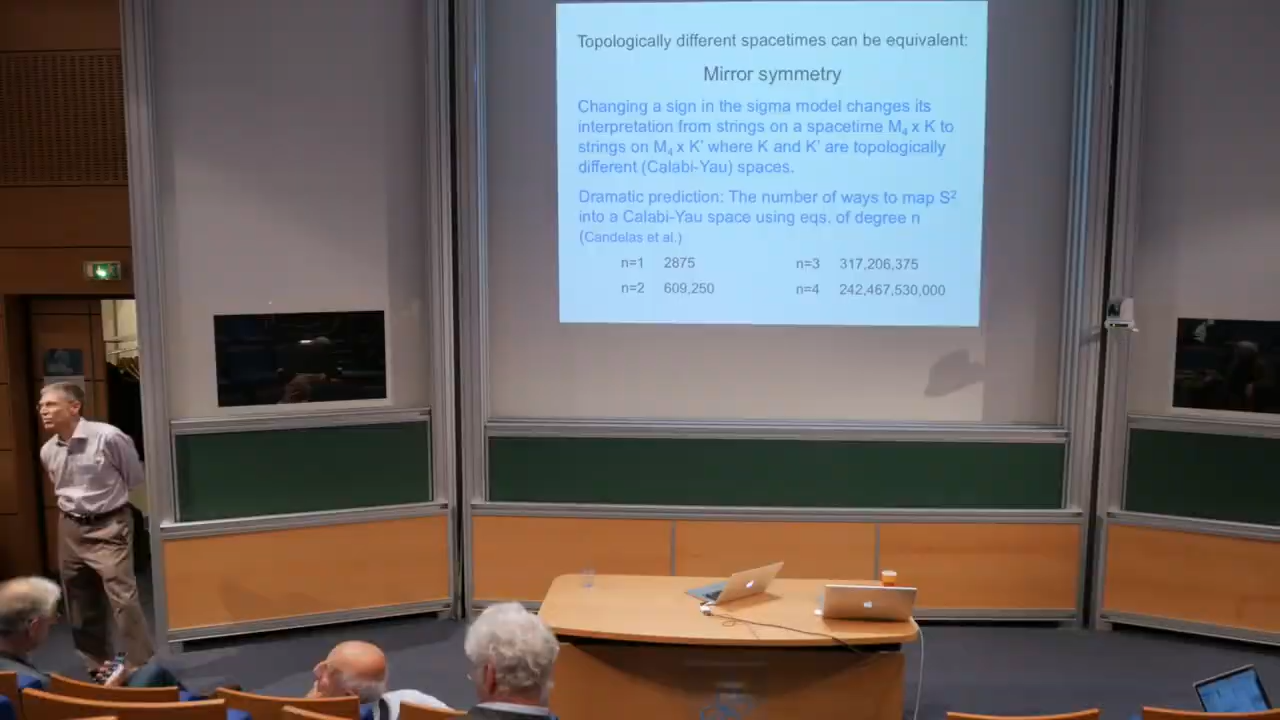 Topologically different spacetimes can be equivalent:
Mirror symmetry
Changing a sign in the sigma model changes its
interpretation from strings on a spacetime M₄ x K to
strings on M₄ x K' where K and K' are topologically
different (Calabi-Yau) spaces.
Dramatic prediction: The number of ways to map S²
into a Calabi-Yau space using eqs. of degree n
(Candelas et al.)
n=1 2875 n=3 317,206,375
n=2 609,250 n=4 242,467,530,000